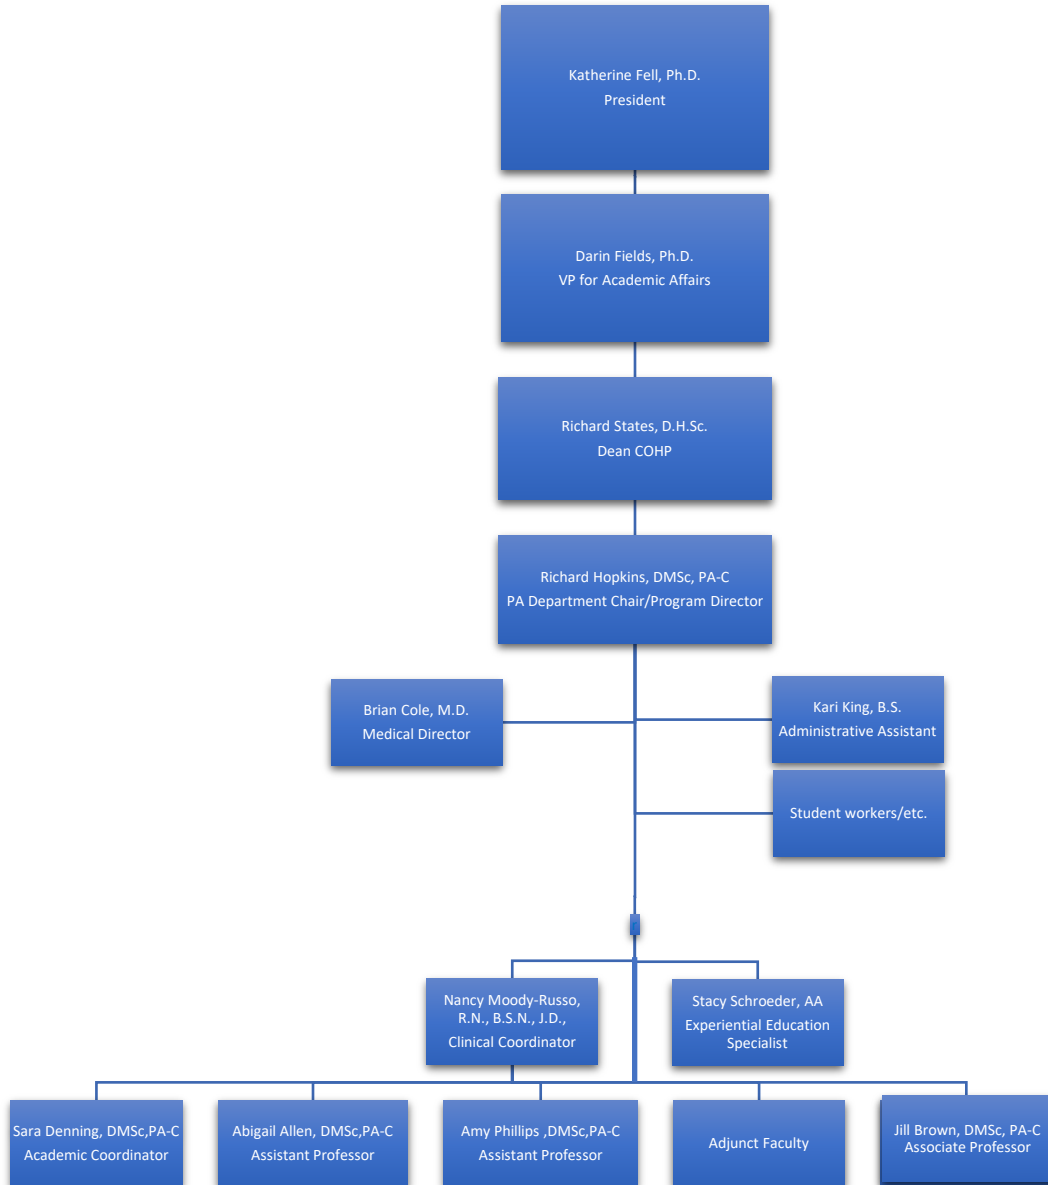 Katherine Fell, Ph.D.
President
Darin Fields, Ph.D.
VP for Academic Affairs
Richard States, D.H.Sc.
Dean COHP
Richard Hopkins, DMSc, PA-C
PA Department Chair/Program Director
Brian Cole, M.D.
Medical Director
Kari King, B.S.
Administrative Assistant
Student workers/etc.
Nancy Moody-Russo,
R.N., B.S.N., J.D.,
Clinical Coordinator
Stacy Schroeder, AA
Experiential Education
Specialist
Sara Denning, DMSc,PA-C
Academic Coordinator
Abigail Allen, DMSc,PA-C
Assistant Professor
Amy Phillips ,DMSc,PA-C
Assistant Professor
Adjunct Faculty
Jill Brown, DMSc, PA-C
Associate Professor